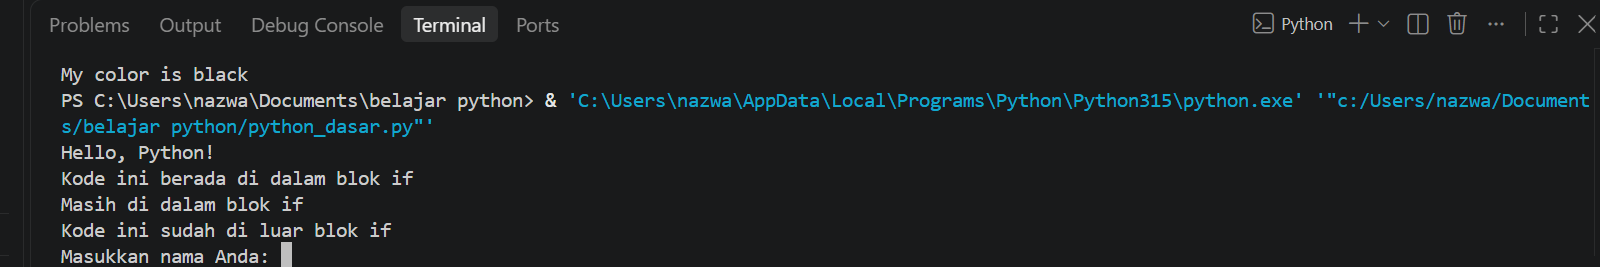 Problems Output Debug Console Terminal Ports Python
My color is black
PS C:\Users\nazwa\Documents\belajar python> & 'C:\Users\nazwa\AppData\Local\Programs\Python\Python315\python.exe' '"c:/Users/nazwa/Document
s/belajar python/python_dasar.py"'
Hello, Python!
Kode ini berada di dalam blok if
Masih di dalam blok if
Kode ini sudah di luar blok if
Masukkan nama Anda: